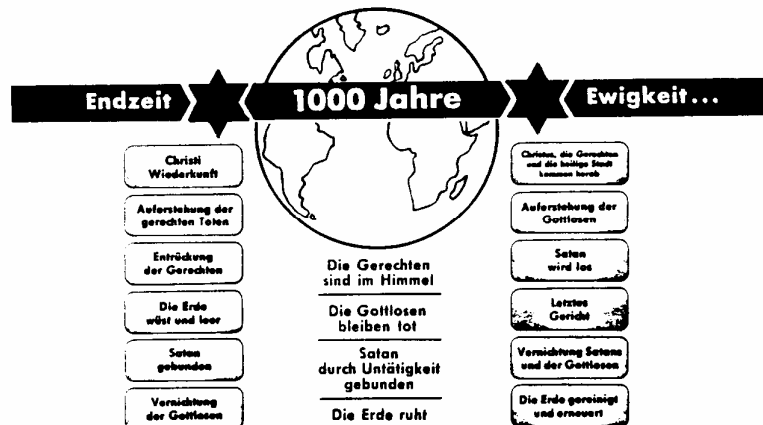 Endzeit
1000 Jahre
Ewigkeit...
Christi
Wiederkunft
Auferstehung der
gerechten Toten
Entrückung
der Gerechten
Die Erde
wüst und leer
Satan
gebunden
Vernichtung
der Gottlosen
Die Gerechten
sind im Himmel
Die Gottlosen
bleiben tot
Satan
durch Untätigkeit
gebunden
Die Erde ruht
Christus, die Gerechten
und die heilige Stadt
kommen herab
Auferstehung der
Gottlosen
Satan
wird los
Letztes
Gericht
Vernichtung Satans
und der Gottlosen
Die Erde gereinigt
und erneuert